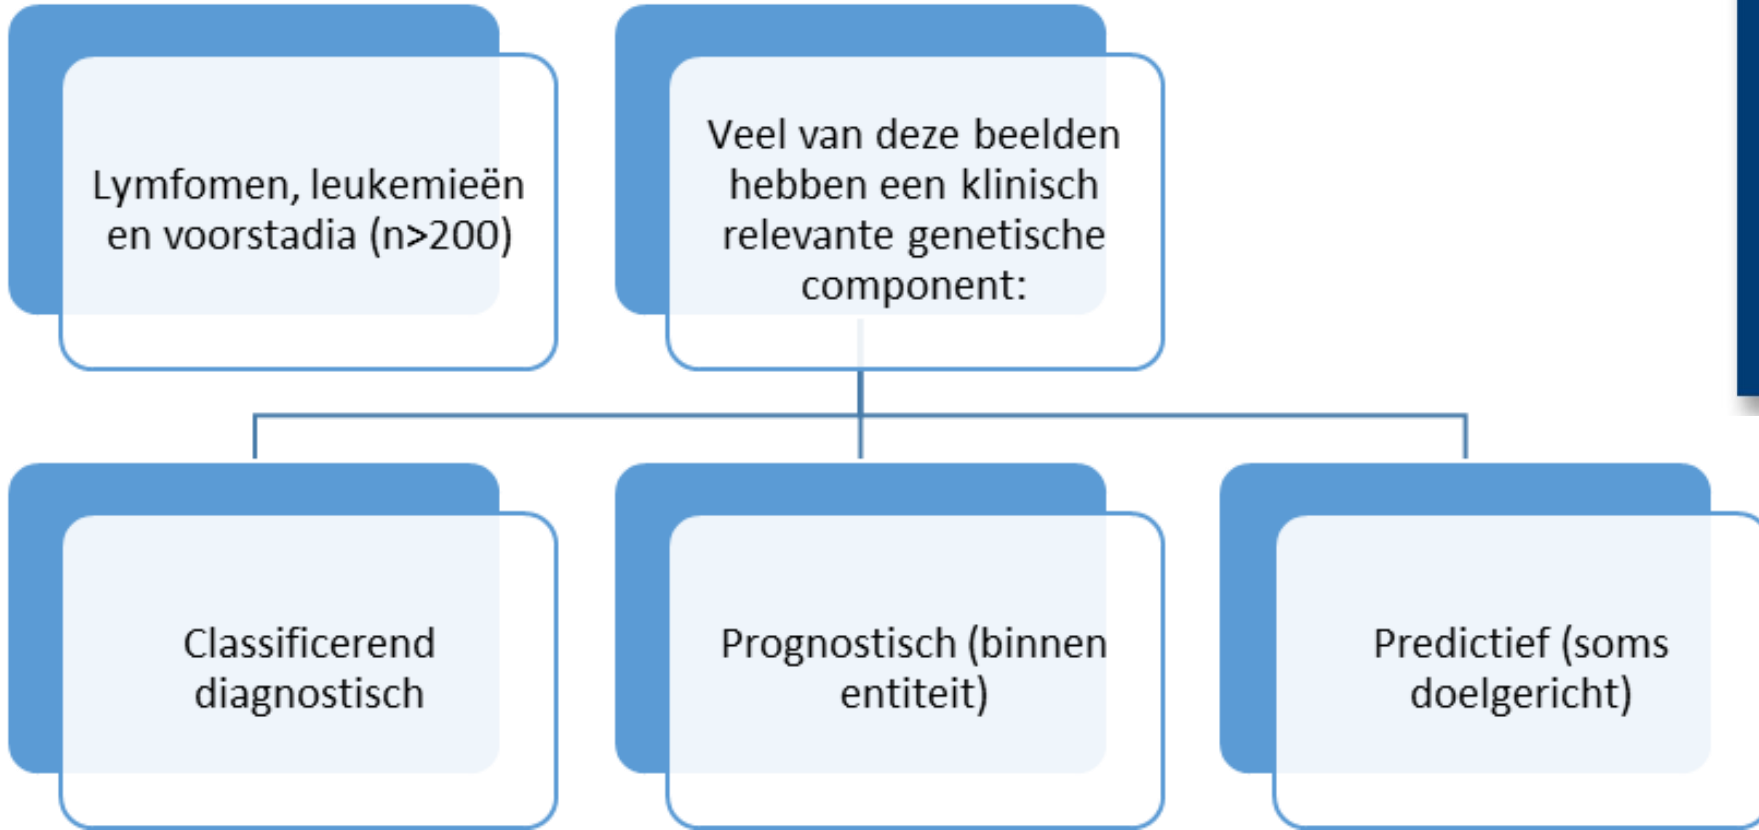 Lymfomen, leukemieën
en voorstadia (n>200)
Veel van deze beelden
hebben een klinisch
relevante genetische
component:
Classificerend
diagnostisch
Prognostisch (binnen
entiteit)
Predictief (soms
doelgericht)